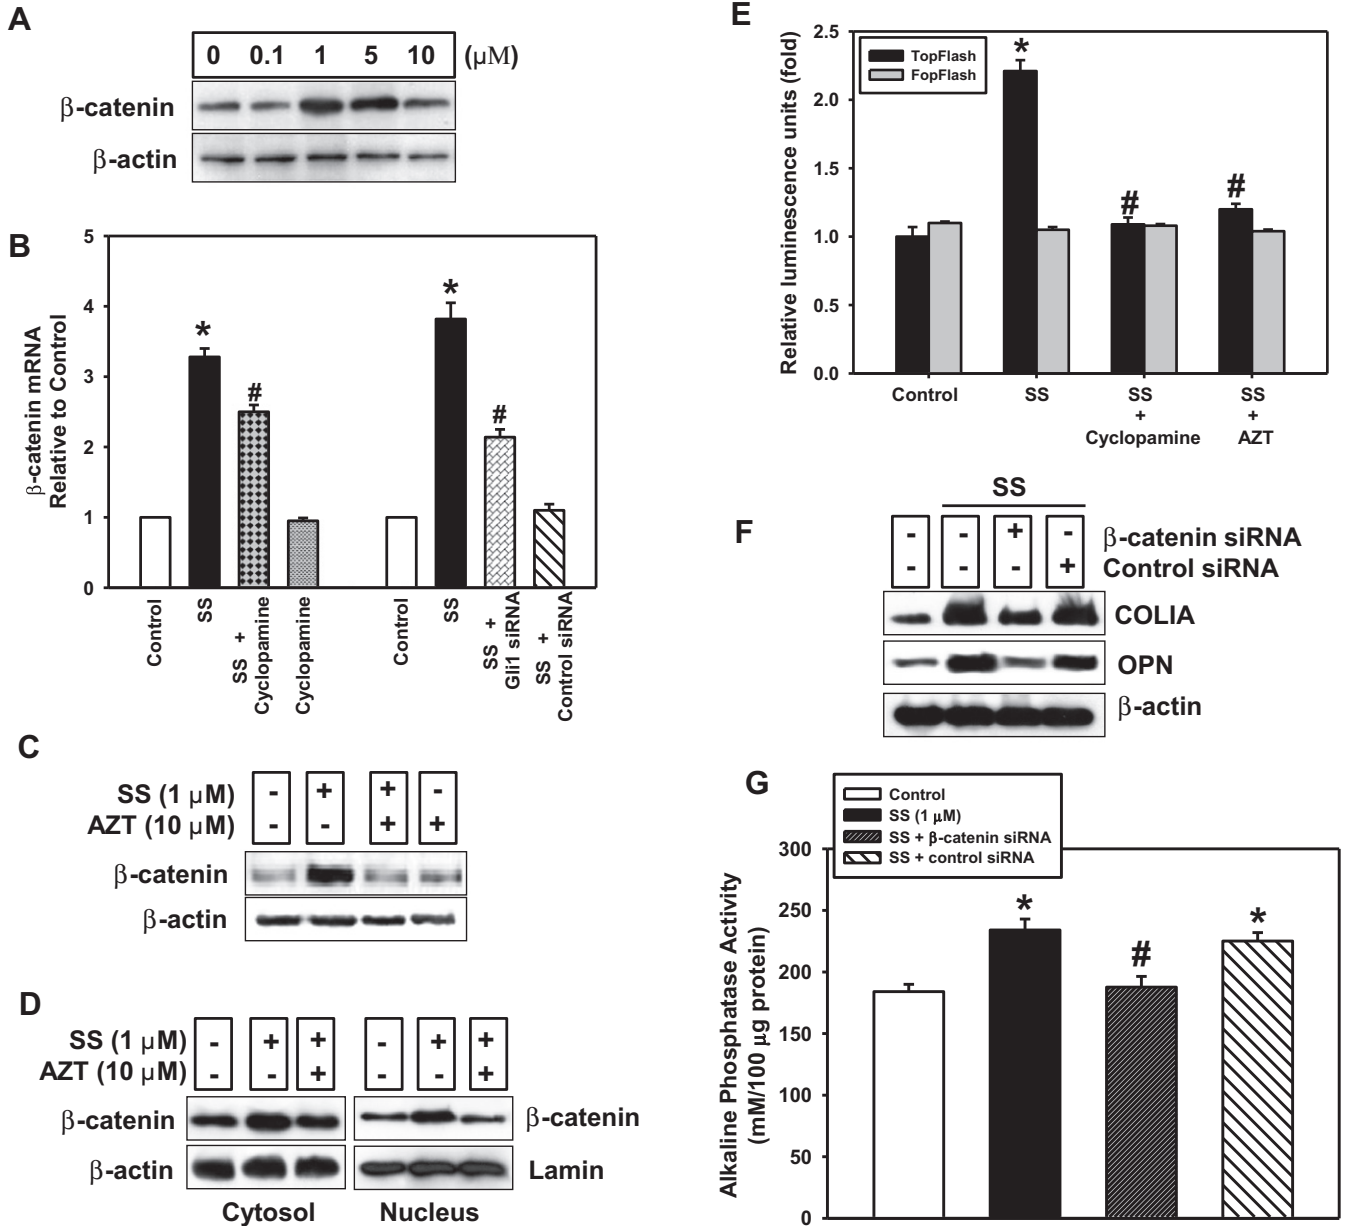 A
0 0.1 1 5 10 (µM)
β-catenin
β-actin
B
5
4
3
2
1
0
β-catenin mRNA
Relative to Control
*
#
*
#
Control
SS
SS +
Cyclopamine
Cyclopamine
Control
SS
SS +
Gli1 siRNA
SS +
Control siRNA
C
SS (1 µM) - + + -
AZT (10 µM) - - + +
β-catenin
β-actin
D
SS (1 µM) - + + - + +
AZT (10 µM) - - + - - +
β-catenin β-catenin
β-actin Lamin
Cytosol Nucleus
E
2.5
2.0
1.5
1.0
0.5
0.0
Relative luminescence units (fold)
TopFlash
FopFlash
*
#
#
Control SS SS SS
+ +
Cyclopamine AZT
F
SS
- - + - β-catenin siRNA
- - - + Control siRNA
COLIA
OPN
β-actin
G
Control
SS (1 µM)
SS + β-catenin siRNA
SS + control siRNA
300
250
200
150
100
50
0
Alkaline Phosphatase Activity
(mM/100 µg protein)
*
#
*